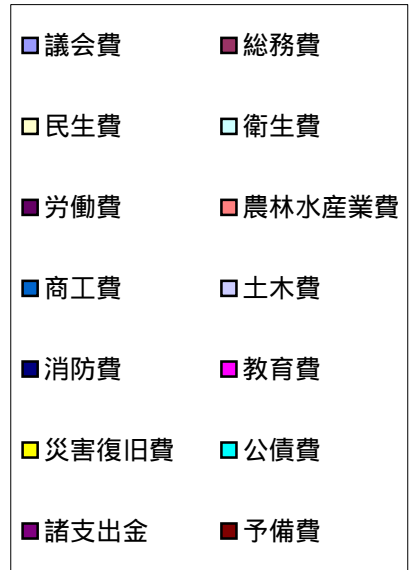 議会費 総務費
民生費 衛生費
労働費 農林水産業費
商工費 土木費
消防費 教育費
災害復旧費 公債費
諸支出金 予備費